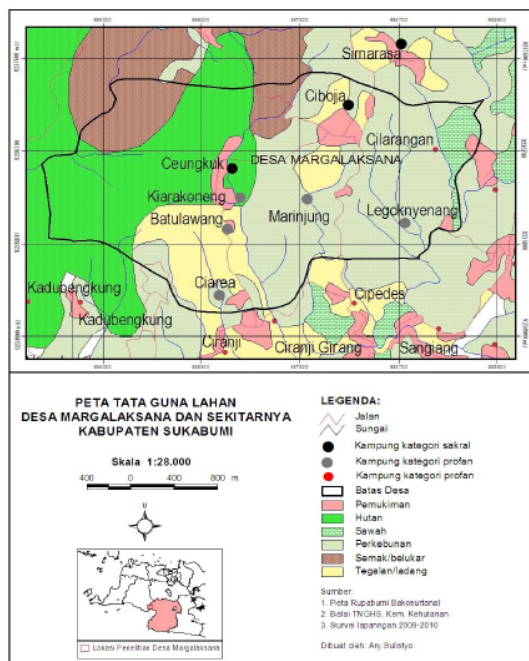 Simarasa
Ciboja
Cilarangan
DESA MARGALAKSANA
Ceungkuk
Kiarakoneng
Marinjung
Legoknyenang
Batulawang
Ciarea
Kadubengkung
Kadubengkung
Cipedes
Ciranji
Ciranji Girang
Sangiang
PETA TATA GUNA LAHAN
DESA MARGALAKSANA DAN SEKITARNYA
KABUPATEN SUKABUMI
Skala 1:28.000
400 0 400 800 m
U
Lokasi Penelitian Desa Margalaksana
LEGENDA:
Jalan
Sungai
Kampung kategori sakral
Kampung kategori profan
Kampung kategori profan
Batas Desa
Pemukiman
Hutan
Sawah
Perkebunan
Semak/belukar
Tegalan/ladang
Sumber:
1. Peta Rupabumi Bakosurtanal
2. Balai TNGHS, Kem. Kehutanan
3. Survei lapangan 2009-2010
Dibuat oleh: Ary Sulistyo